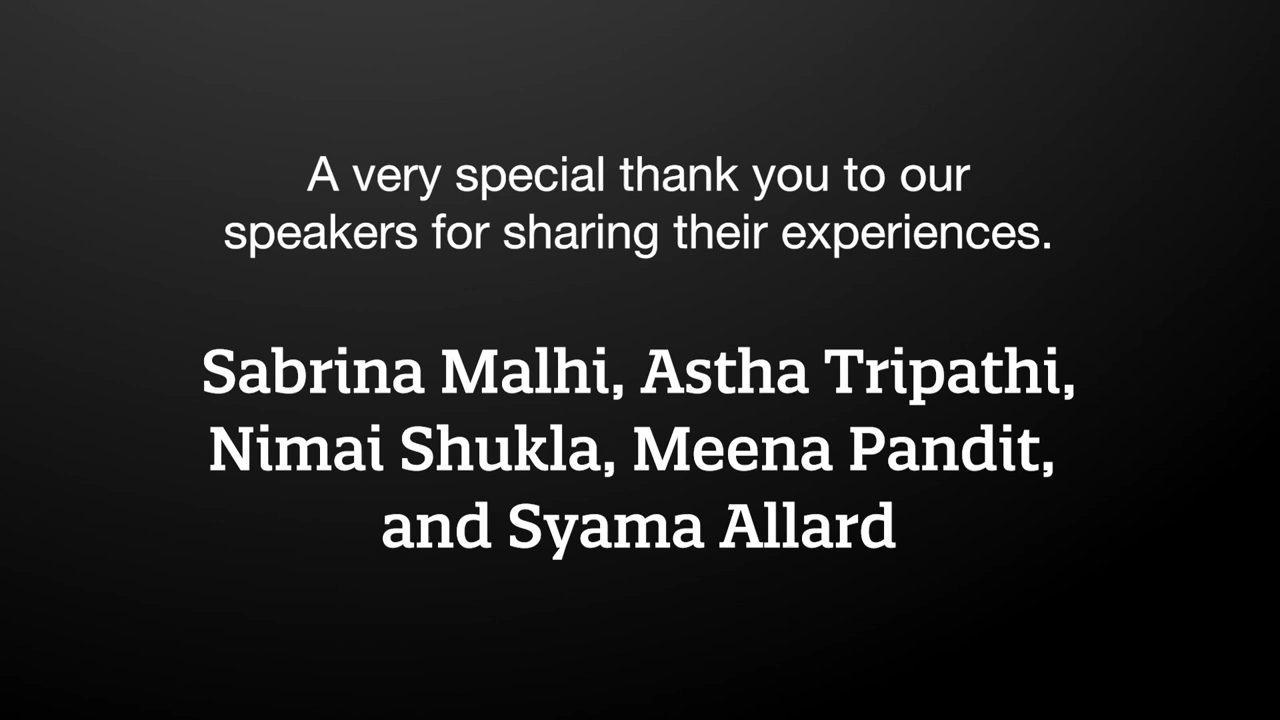 A very special thank you to our
speakers for sharing their experiences.
Sabrina Malhi, Astha Tripathi,
Nimai Shukla, Meena Pandit,
and Syama Allard